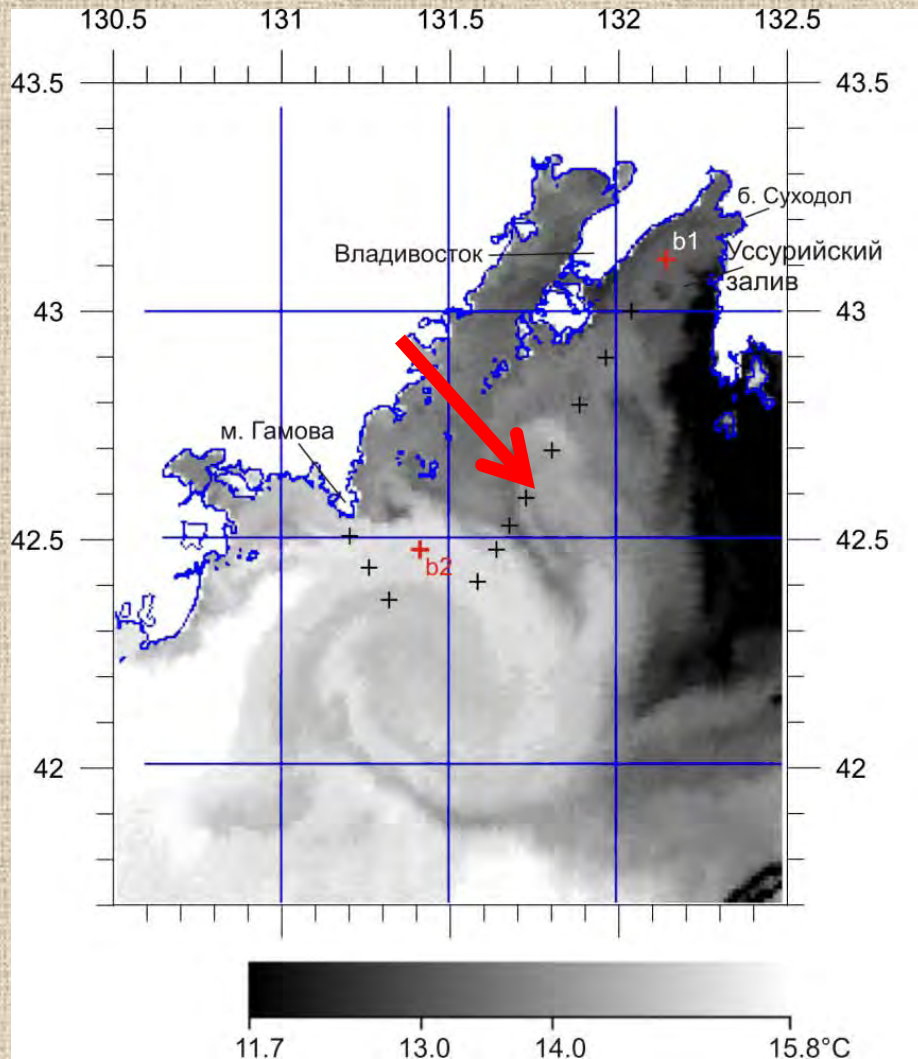 130.5 131 131.5 132 132.5
43.5 43.5
б. Суходол
b1
Владивосток
Уссурийский
залив
43 43
м. Гамова
42.5 42.5
b2
42 42
11.7 13.0 14.0 15.8°C